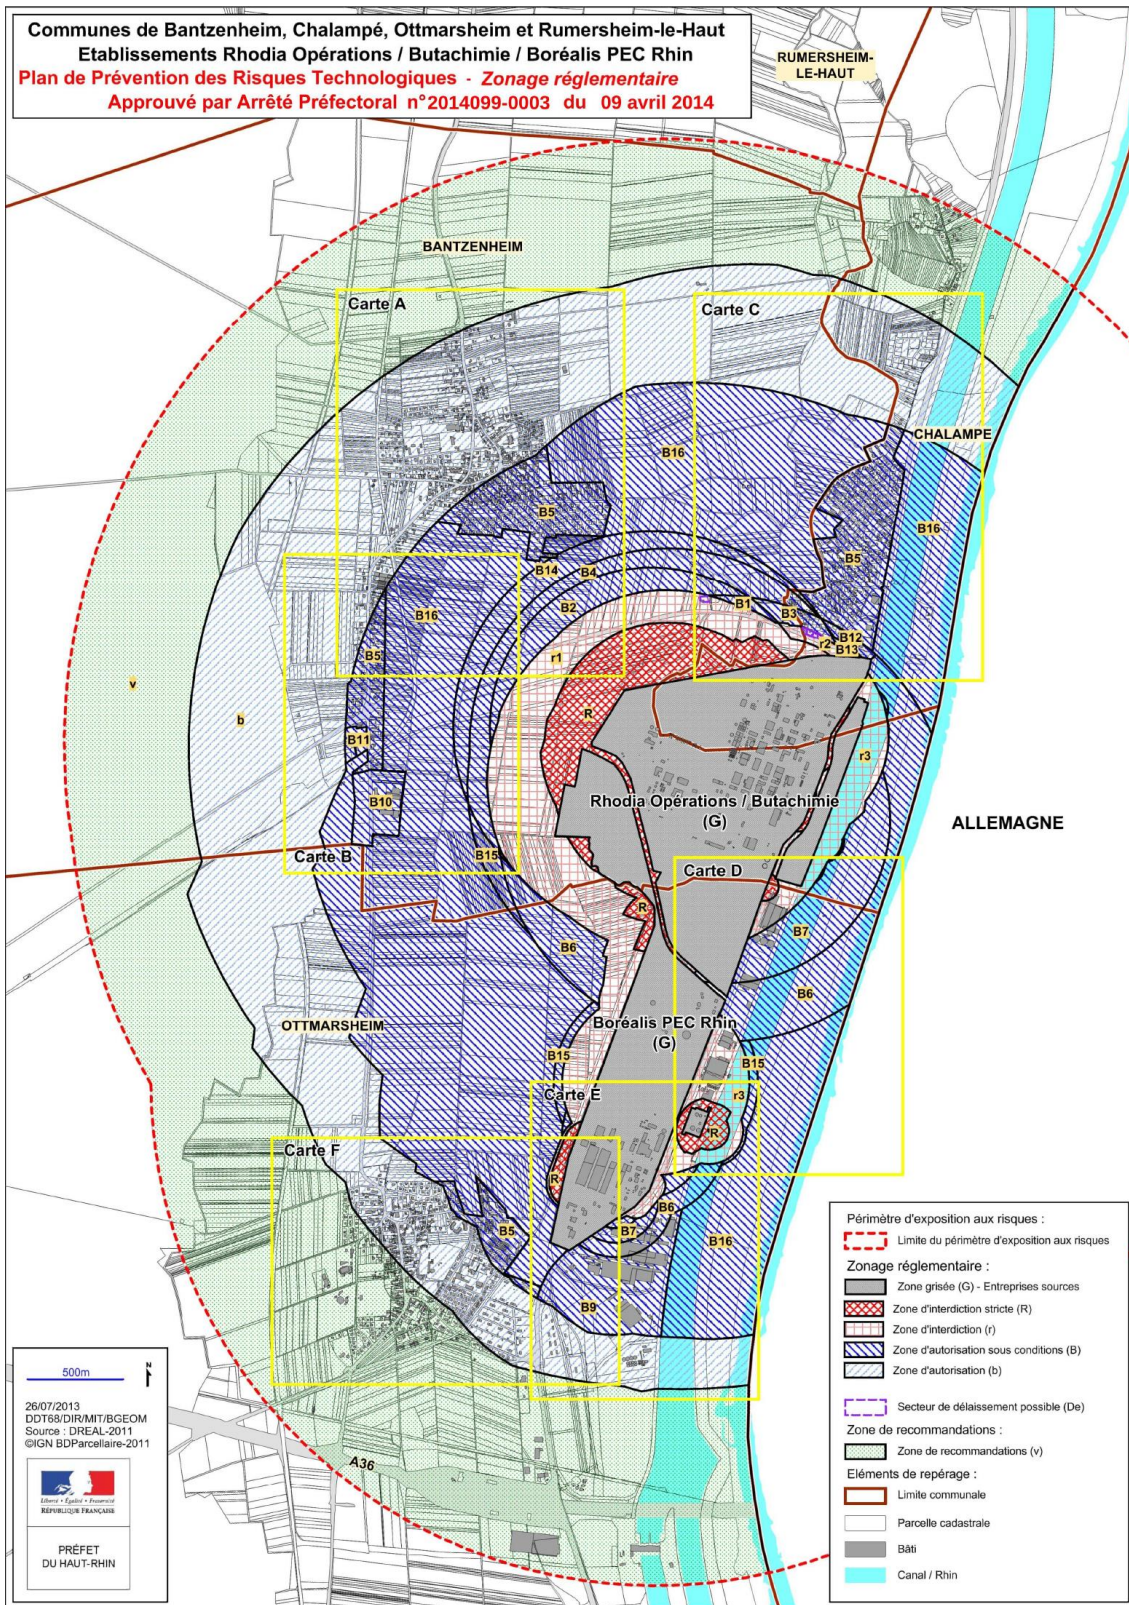 Communes de Bantzenheim, Chalampé, Ottmarsheim et Rumersheim-le-Haut
Etablissements Rhodia Opérations / Butachimie / Boréalis PEC Rhin
Plan de Prévention des Risques Technologiques - Zonage réglementaire
Approuvé par Arrêté Préfectoral n°2014099-0003 du 09 avril 2014
RUMERSHEIM-
LE-HAUT
BANTZENHEIM
Carte A
Carte C
CHALAMPE
B16
B5
B16
B5
B14
B4
B2
B1
B3
B16
B12
r2
B13
B5
r1
v
b
R
B11
r3
B10
Rhodia Opérations / Butachimie
(G)
ALLEMAGNE
Carte B
B15
Carte D
R
B7
B6
B6
OTTMARSHEIM
Boréalis PEC Rhin
(G)
B15
B15
Carte E
r3
R
Carte F
R
B5
B7
B6
B16
B9
A36
500m
N
26/07/2013
DDT68/DIR/MIT/BGEOM
Source : DREAL-2011
©IGN BDParcellaire-2011
Liberté • Égalité • Fraternité
RÉPUBLIQUE FRANÇAISE
PRÉFET
DU HAUT-RHIN
Périmètre d'exposition aux risques :
Limite du périmètre d'exposition aux risques
Zonage réglementaire :
Zone grisée (G) - Entreprises sources
Zone d'interdiction stricte (R)
Zone d'interdiction (r)
Zone d'autorisation sous conditions (B)
Zone d'autorisation (b)
Secteur de délaissement possible (De)
Zone de recommandations :
Zone de recommandations (v)
Eléments de repérage :
Limite communale
Parcelle cadastrale
Bâti
Canal / Rhin